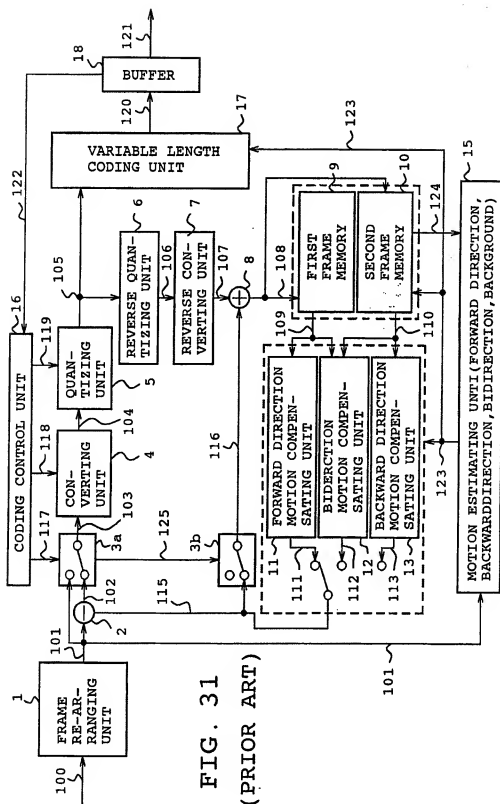 FIG. 31
(PRIOR ART)
100
1
FRAME
RE-AR-
RANGING
UNIT
101
2
102
3a
103
117
16
CODING CONTROL UNIT
118
119
122
CON-
VERTING UNIT
4
104
QUAN-
TIZING UNIT
5
105
VARIABLE LENGTH
CODING UNIT
17
120
BUFFER
18
121
REVERSE QUAN-
TIZING UNIT
6
106
REVERSE CON-
VERTING UNIT
7
107
8
108
116
125
3b
115
FIRST
FRAME
MEMORY
9
SECOND
FRAME
MEMORY
10
109
110
123
124
FORWARD DIRECTION
MOTION COMPEN-
SATING UNIT
11
BIDERCTION
MOTION COMPEN-
SATING UNIT
12
BACKWARD DIRECTION
MOTION COMPEN-
SATING UNIT
13
111
112
113
123
101
MOTION ESTIMATING UNTI(FORWARD DIRECTION,
BACKWARDDIRECTION,BIDIRECTION,BACKGROUND)
15